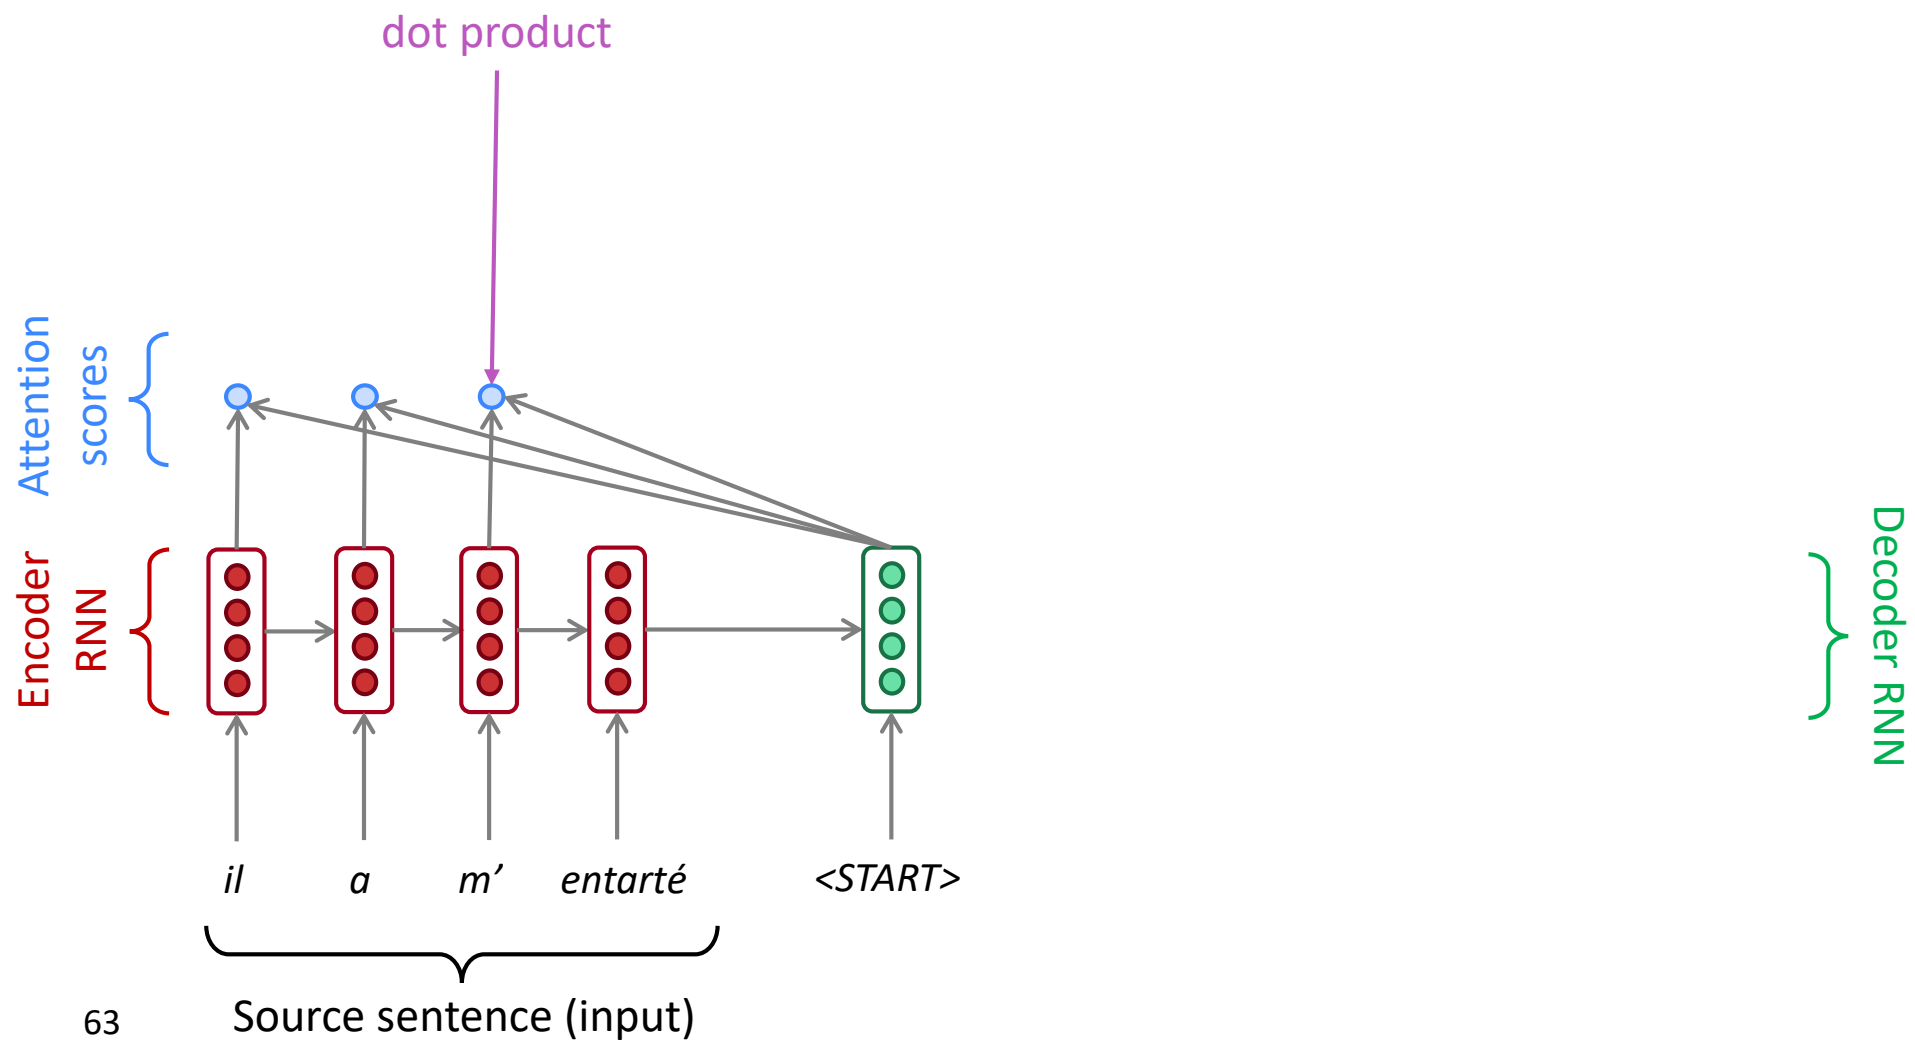 dot product
Attention
scores
Encoder
RNN
Decoder RNN
il a m’ entarté <START>
Source sentence (input)
63